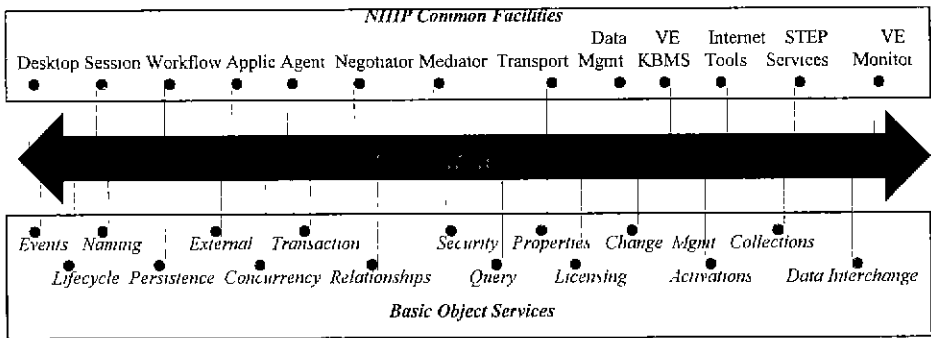 NIIIP Common Facilities
Data VE Internet STEP VE
Desktop Session Workflow Applic Agent Negotiator Mediator Transport Mgmt KBMS Tools Services Monitor
Events Naming External Transaction Security Properties Change Mgmt Collections
Lifecycle Persistence Concurrency Relationships Query Licensing Activations Data Interchange
Basic Object Services